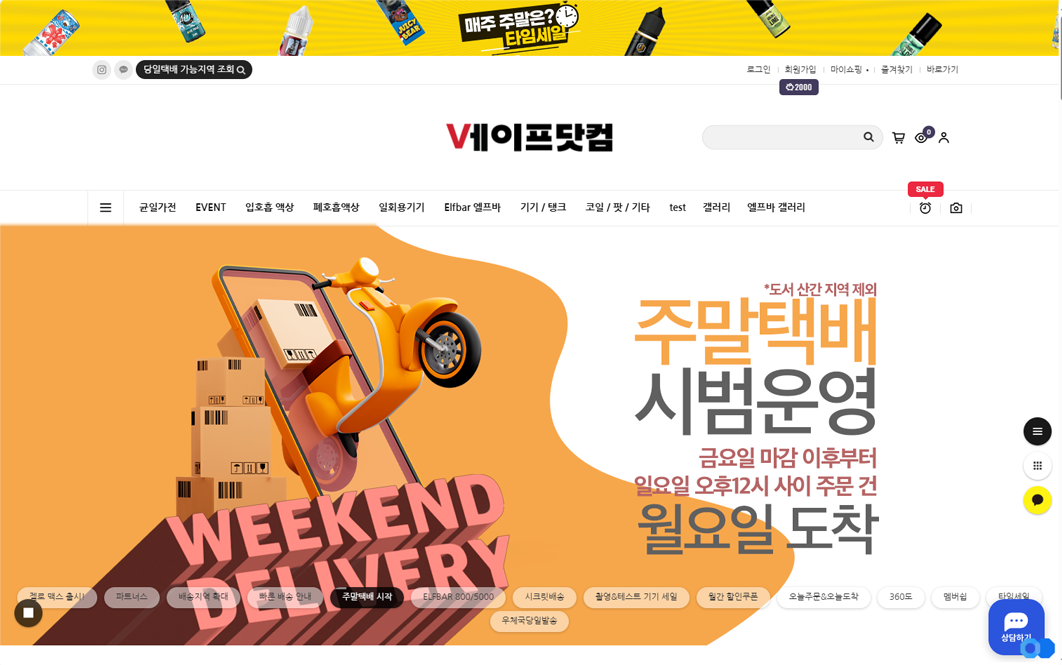 매주 주말은?
타임세일
당일택배 가능지역 조회
로그인
회원가입
마이쇼핑
즐겨찾기
바로가기
2000
V세이프닷컴
0
SALE
균일가전
EVENT
입호흡 액상
폐호흡액상
일회용기기
Elfbar 엘프바
기기 / 탱크
코일 / 팟 / 기타
test
갤러리
엘프바 갤러리
*도서 산간 지역 제외
주말택배
시범운영
금요일 마감 이후부터
일요일 오후12시 사이 주문 건
월요일 도착
WEEKEND
DELIVERY
겔로 맥스 출시!
파트너스
배송지역 확대
빠른 배송 안내
주말택배 시작
ELFBAR 800/5000
시크릿배송
촬영&테스트 기기 세일
월간 할인쿠폰
오늘주문&오늘도착
360도
멤버쉽
타임세일
우체국당일발송
상담하기